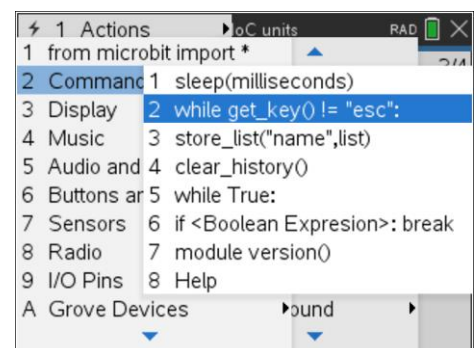 1 Actions oC units RAD
1 from microbit import *
2 Command 1 sleep(milliseconds)
3 Display 2 while get_key() != "esc":
4 Music 3 store_list("name",list)
5 Audio and 4 clear_history()
6 Buttons an 5 while True:
7 Sensors 6 if <Boolean Expresion>: break
8 Radio 7 module version()
9 I/O Pins 8 Help
A Grove Devices ound